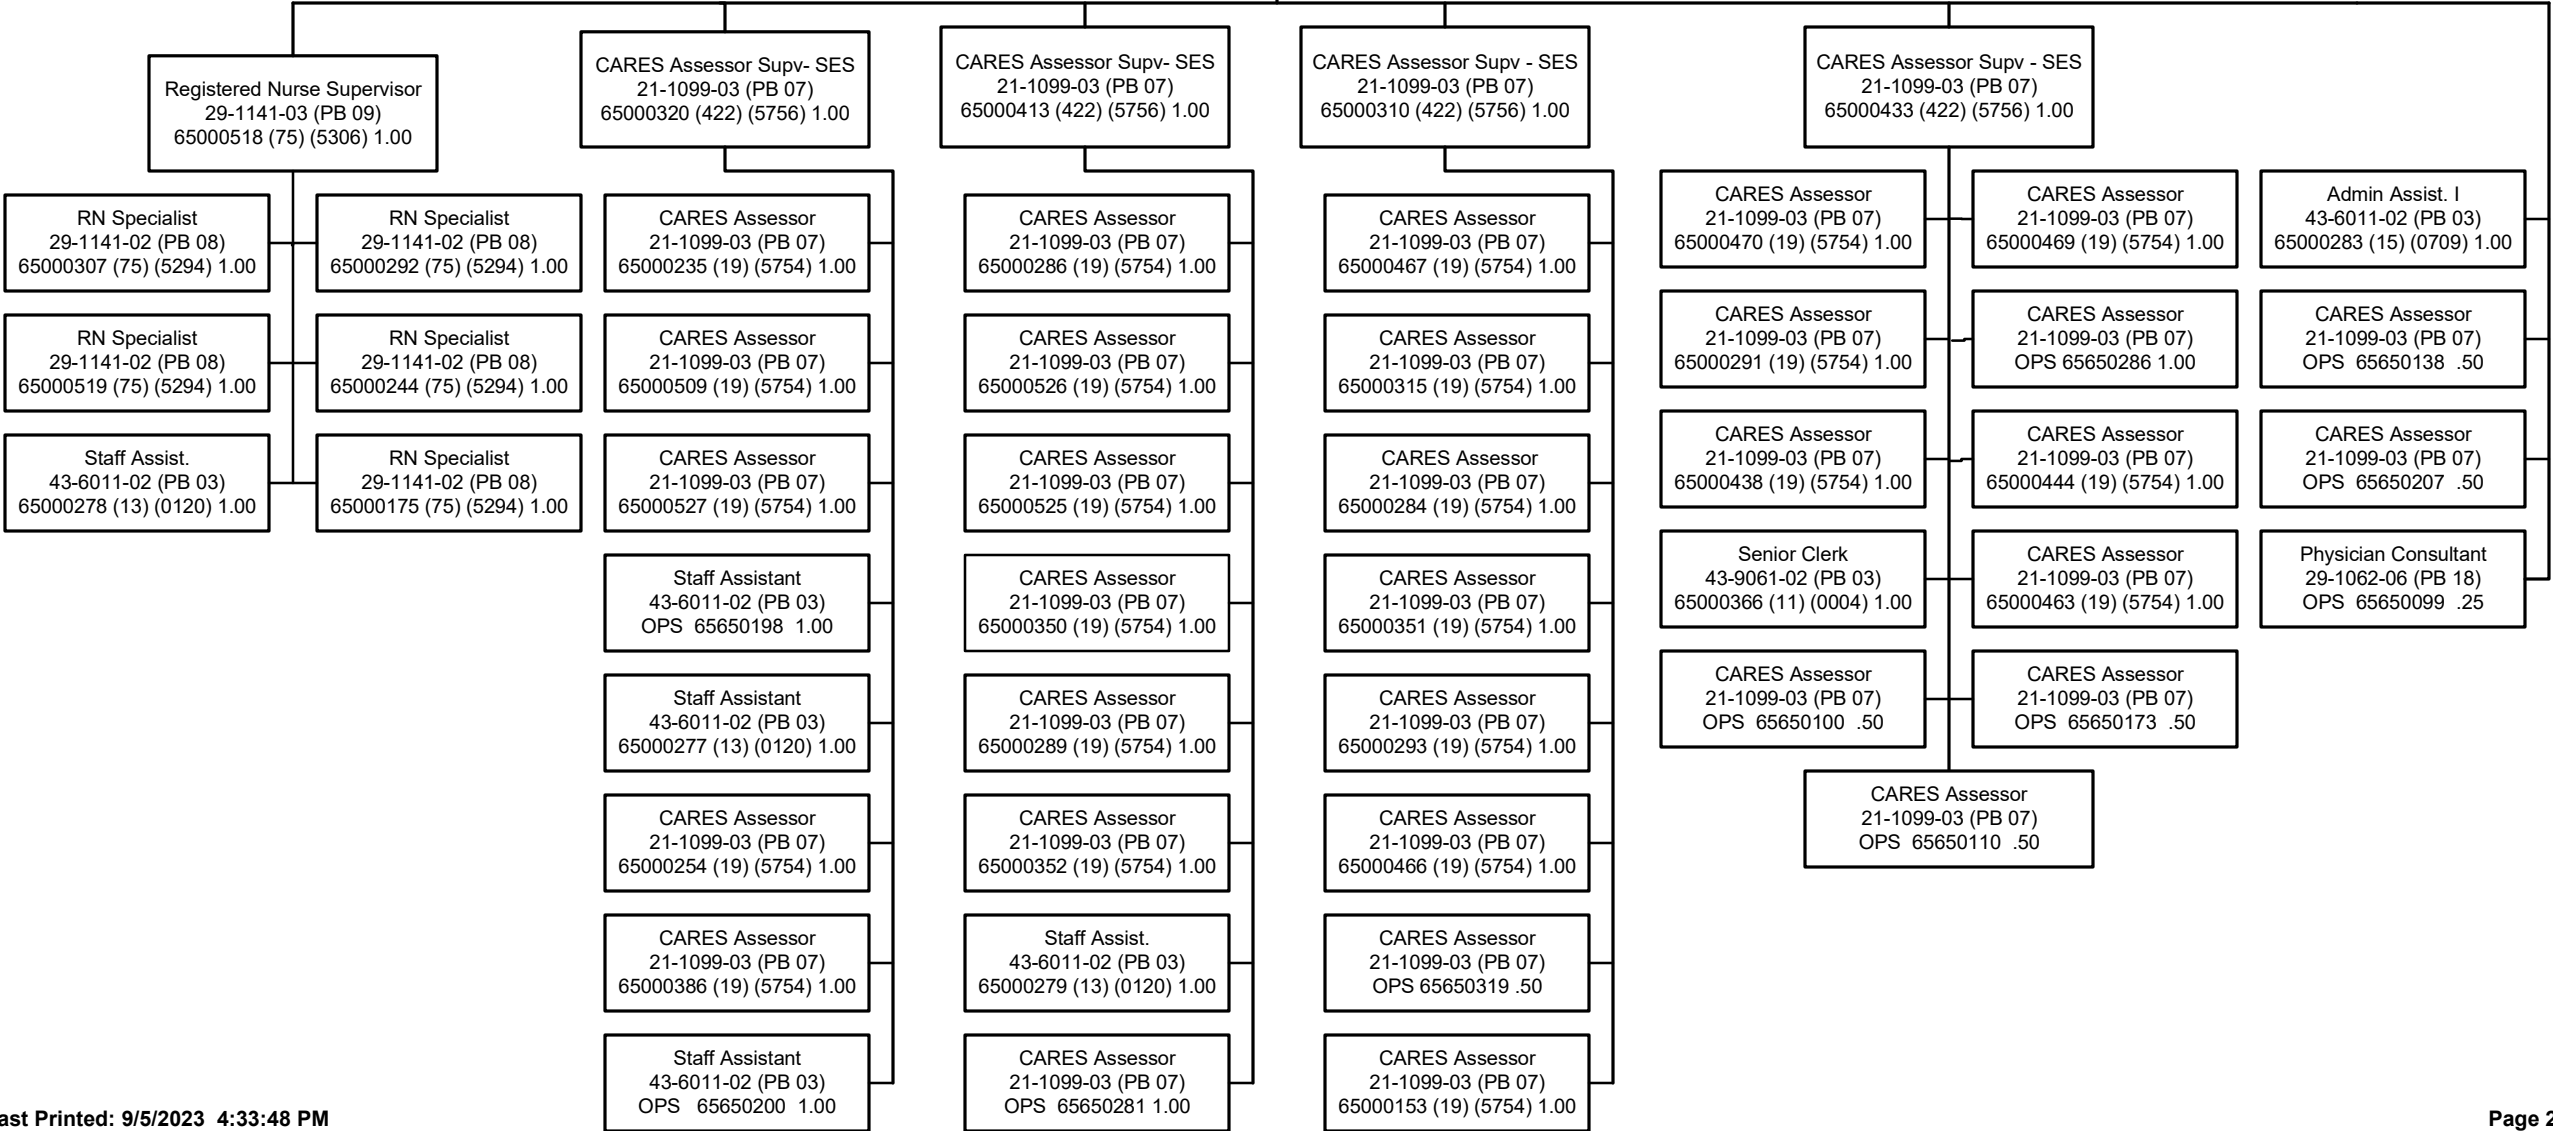 Registered Nurse Supervisor
29-1141-03 (PB 09)
65000518 (75) (5306) 1.00
RN Specialist
29-1141-02 (PB 08)
65000307 (75) (5294) 1.00
RN Specialist
29-1141-02 (PB 08)
65000292 (75) (5294) 1.00
RN Specialist
29-1141-02 (PB 08)
65000519 (75) (5294) 1.00
RN Specialist
29-1141-02 (PB 08)
65000244 (75) (5294) 1.00
Staff Assist.
43-6011-02 (PB 03)
65000278 (13) (0120) 1.00
RN Specialist
29-1141-02 (PB 08)
65000175 (75) (5294) 1.00
CARES Assessor Supv- SES
21-1099-03 (PB 07)
65000320 (422) (5756) 1.00
CARES Assessor
21-1099-03 (PB 07)
65000235 (19) (5754) 1.00
CARES Assessor
21-1099-03 (PB 07)
65000509 (19) (5754) 1.00
CARES Assessor
21-1099-03 (PB 07)
65000527 (19) (5754) 1.00
Staff Assistant
43-6011-02 (PB 03)
OPS 65650198 1.00
Staff Assistant
43-6011-02 (PB 03)
65000277 (13) (0120) 1.00
CARES Assessor
21-1099-03 (PB 07)
65000254 (19) (5754) 1.00
CARES Assessor
21-1099-03 (PB 07)
65000386 (19) (5754) 1.00
Staff Assistant
43-6011-02 (PB 03)
OPS 65650200 1.00
CARES Assessor Supv- SES
21-1099-03 (PB 07)
65000413 (422) (5756) 1.00
CARES Assessor
21-1099-03 (PB 07)
65000286 (19) (5754) 1.00
CARES Assessor
21-1099-03 (PB 07)
65000526 (19) (5754) 1.00
CARES Assessor
21-1099-03 (PB 07)
65000525 (19) (5754) 1.00
CARES Assessor
21-1099-03 (PB 07)
65000350 (19) (5754) 1.00
CARES Assessor
21-1099-03 (PB 07)
65000289 (19) (5754) 1.00
CARES Assessor
21-1099-03 (PB 07)
65000352 (19) (5754) 1.00
Staff Assist.
43-6011-02 (PB 03)
65000279 (13) (0120) 1.00
CARES Assessor
21-1099-03 (PB 07)
OPS 65650281 1.00
CARES Assessor Supv - SES
21-1099-03 (PB 07)
65000310 (422) (5756) 1.00
CARES Assessor
21-1099-03 (PB 07)
65000467 (19) (5754) 1.00
CARES Assessor
21-1099-03 (PB 07)
65000315 (19) (5754) 1.00
CARES Assessor
21-1099-03 (PB 07)
65000284 (19) (5754) 1.00
CARES Assessor
21-1099-03 (PB 07)
65000351 (19) (5754) 1.00
CARES Assessor
21-1099-03 (PB 07)
65000293 (19) (5754) 1.00
CARES Assessor
21-1099-03 (PB 07)
65000466 (19) (5754) 1.00
CARES Assessor
21-1099-03 (PB 07)
OPS 65650319 .50
CARES Assessor
21-1099-03 (PB 07)
65000153 (19) (5754) 1.00
CARES Assessor Supv - SES
21-1099-03 (PB 07)
65000433 (422) (5756) 1.00
CARES Assessor
21-1099-03 (PB 07)
65000470 (19) (5754) 1.00
CARES Assessor
21-1099-03 (PB 07)
65000469 (19) (5754) 1.00
CARES Assessor
21-1099-03 (PB 07)
65000291 (19) (5754) 1.00
CARES Assessor
21-1099-03 (PB 07)
OPS 65650286 1.00
CARES Assessor
21-1099-03 (PB 07)
65000438 (19) (5754) 1.00
CARES Assessor
21-1099-03 (PB 07)
65000444 (19) (5754) 1.00
Senior Clerk
43-9061-02 (PB 03)
65000366 (11) (0004) 1.00
CARES Assessor
21-1099-03 (PB 07)
65000463 (19) (5754) 1.00
CARES Assessor
21-1099-03 (PB 07)
OPS 65650100 .50
CARES Assessor
21-1099-03 (PB 07)
OPS 65650173 .50
CARES Assessor
21-1099-03 (PB 07)
OPS 65650110 .50
Admin Assist. I
43-6011-02 (PB 03)
65000283 (15) (0709) 1.00
CARES Assessor
21-1099-03 (PB 07)
OPS 65650138 .50
CARES Assessor
21-1099-03 (PB 07)
OPS 65650207 .50
Physician Consultant
29-1062-06 (PB 18)
OPS 65650099 .25
ast Printed: 9/5/2023 4:33:48 PM
Page 2